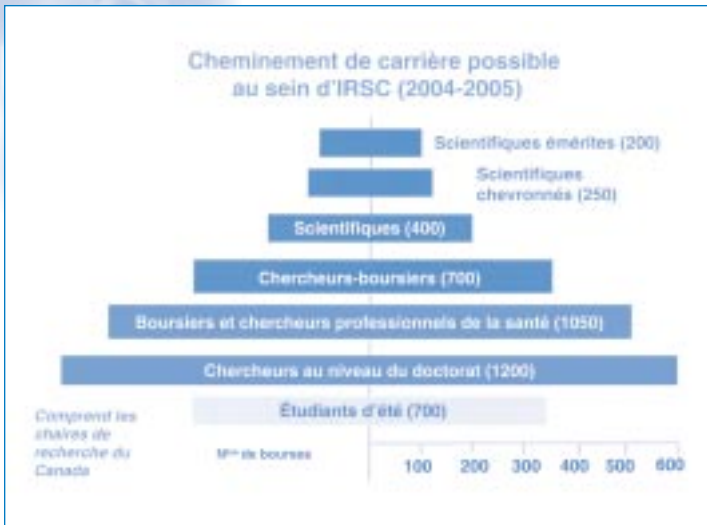 Cheminement de carrière possible
au sein d'IRSC (2004-2005)
Scientifiques émérites (200)
Scientifiques
chevronnés (250)
Scientifiques (400)
Chercheurs-boursiers (700)
Boursiers et chercheurs professionnels de la santé (1050)
Chercheurs au niveau du doctorat (1200)
Étudiants d'été (700)
Comprend les
chaires de
recherche du
Canada
Nbre de bourses
100 200 300 400 500 600